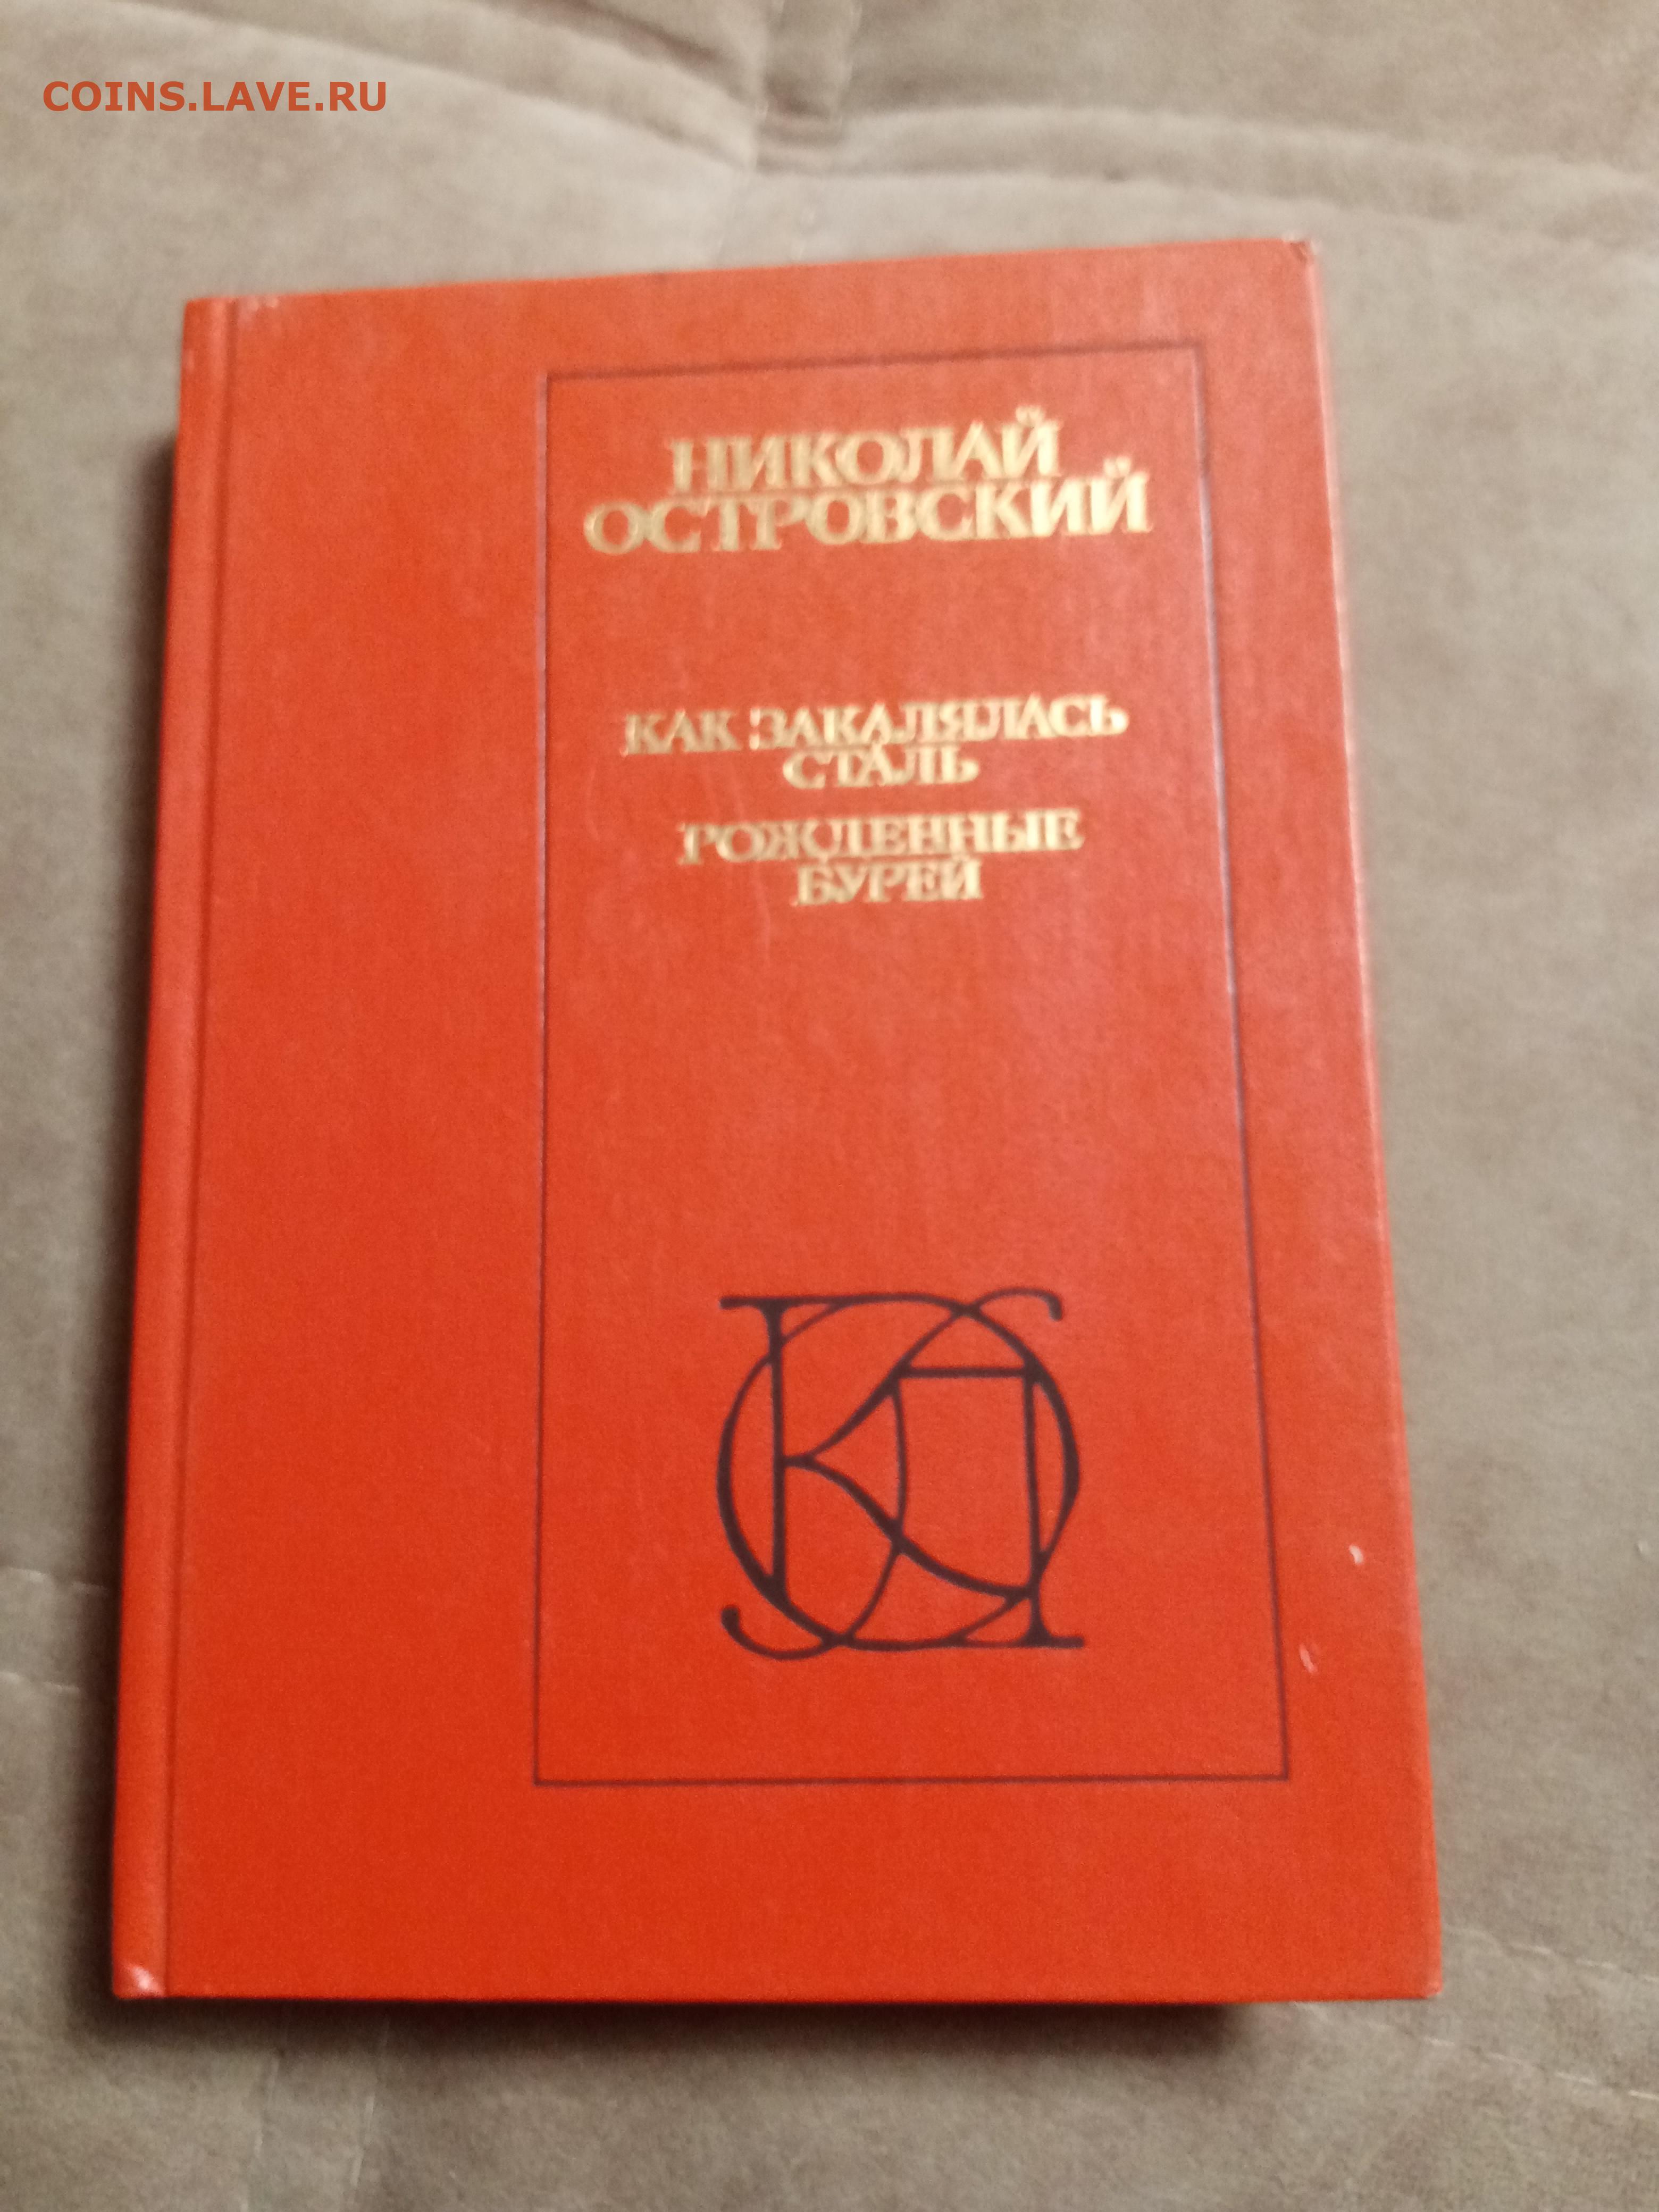 COINS.LAVE.RU
НИКОЛАЙ
ОСТРОВСКИЙ
КАК ЗАКАЛЯЛАСЬ
СТАЛЬ
РОЖДЕННЫЕ
БУРЕЙ